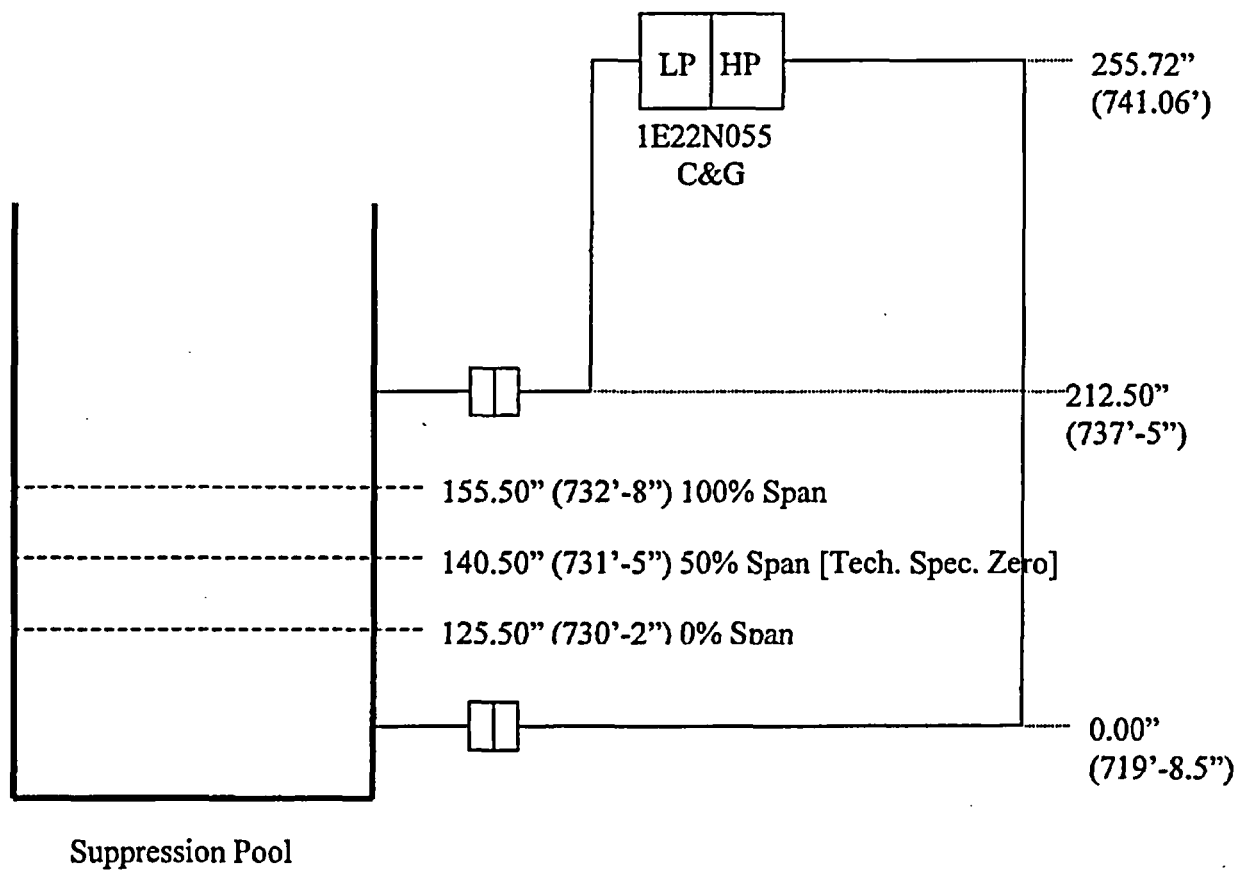 LP HP
1E22N055
C&G
255.72”
(741.06’)
212.50”
(737’-5”)
155.50” (732’-8”) 100% Span
140.50” (731’-5”) 50% Span [Tech. Spec. Zero]
125.50” (730’-2”) 0% Span
0.00”
(719’-8.5”)
Suppression Pool